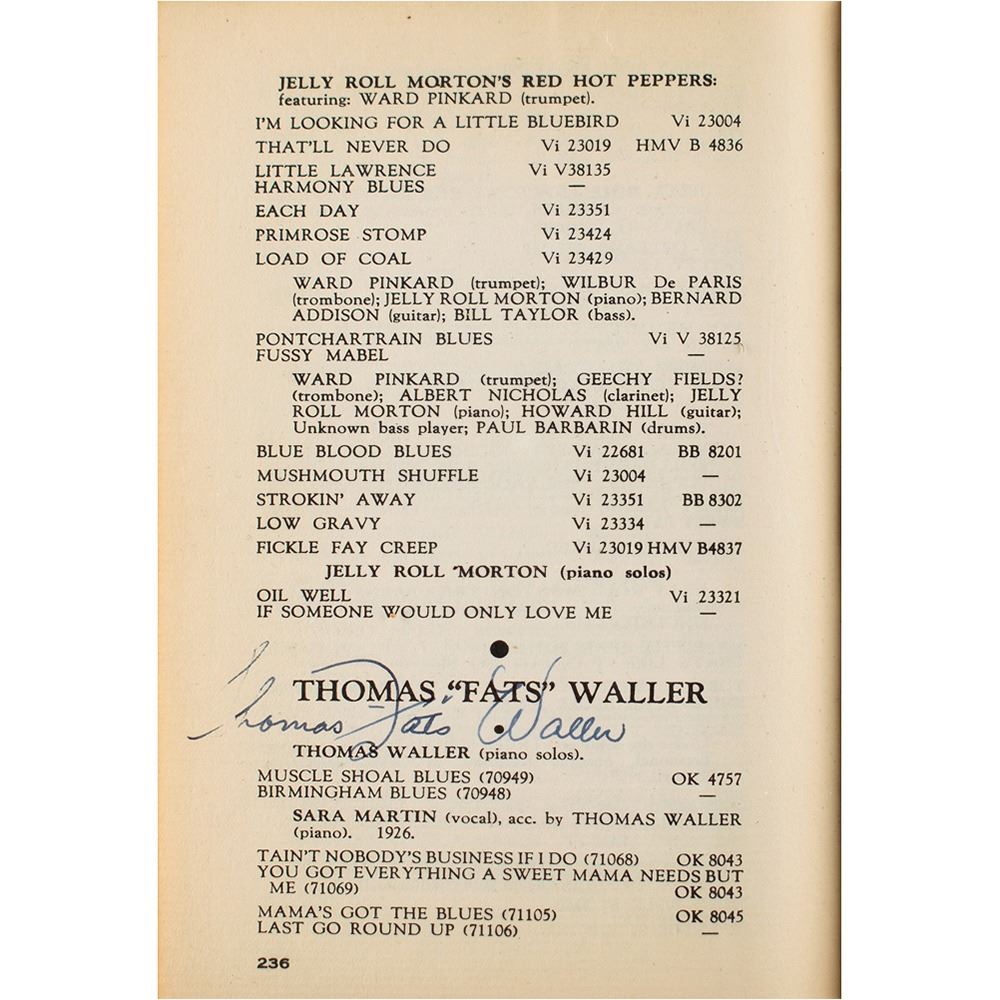 JELLY ROLL MORTON'S RED HOT PEPPERS:
featuring: WARD PINKARD (trumpet).
I'M LOOKING FOR A LITTLE BLUEBIRD Vi 23004
THAT'LL NEVER DO Vi 23019 HMV B 4836
LITTLE LAWRENCE Vi V38135
HARMONY BLUES —
EACH DAY Vi 23351
PRIMROSE STOMP Vi 23424
LOAD OF COAL Vi 23429
WARD PINKARD (trumpet); WILBUR De PARIS
(trombone); JELLY ROLL MORTON (piano); BERNARD
ADDISON (guitar); BILL TAYLOR (bass).
PONTCHARTRAIN BLUES Vi V 38125
FUSSY MABEL —
WARD PINKARD (trumpet); GEECHY FIELDS?
(trombone); ALBERT NICHOLAS (clarinet); JELLY
ROLL MORTON (piano); HOWARD HILL (guitar);
Unknown bass player; PAUL BARBARIN (drums).
BLUE BLOOD BLUES Vi 22681 BB 8201
MUSHMOUTH SHUFFLE Vi 23004 —
STROKIN' AWAY Vi 23351 BB 8302
LOW GRAVY Vi 23334 —
FICKLE FAY CREEP Vi 23019 HMV B4837
JELLY ROLL MORTON (piano solos)
OIL WELL Vi 23321
IF SOMEONE WOULD ONLY LOVE ME —
THOMAS “FATS” WALLER
Thomas "Fats" Waller
THOMAS WALLER (piano solos).
MUSCLE SHOAL BLUES (70949) OK 4757
BIRMINGHAM BLUES (70948) —
SARA MARTIN (vocal), acc. by THOMAS WALLER
(piano). 1926.
TAIN'T NOBODY'S BUSINESS IF I DO (71068) OK 8043
YOU GOT EVERYTHING A SWEET MAMA NEEDS BUT
ME (71069) OK 8043
MAMA'S GOT THE BLUES (71105) OK 8045
LAST GO ROUND UP (71106) —
236